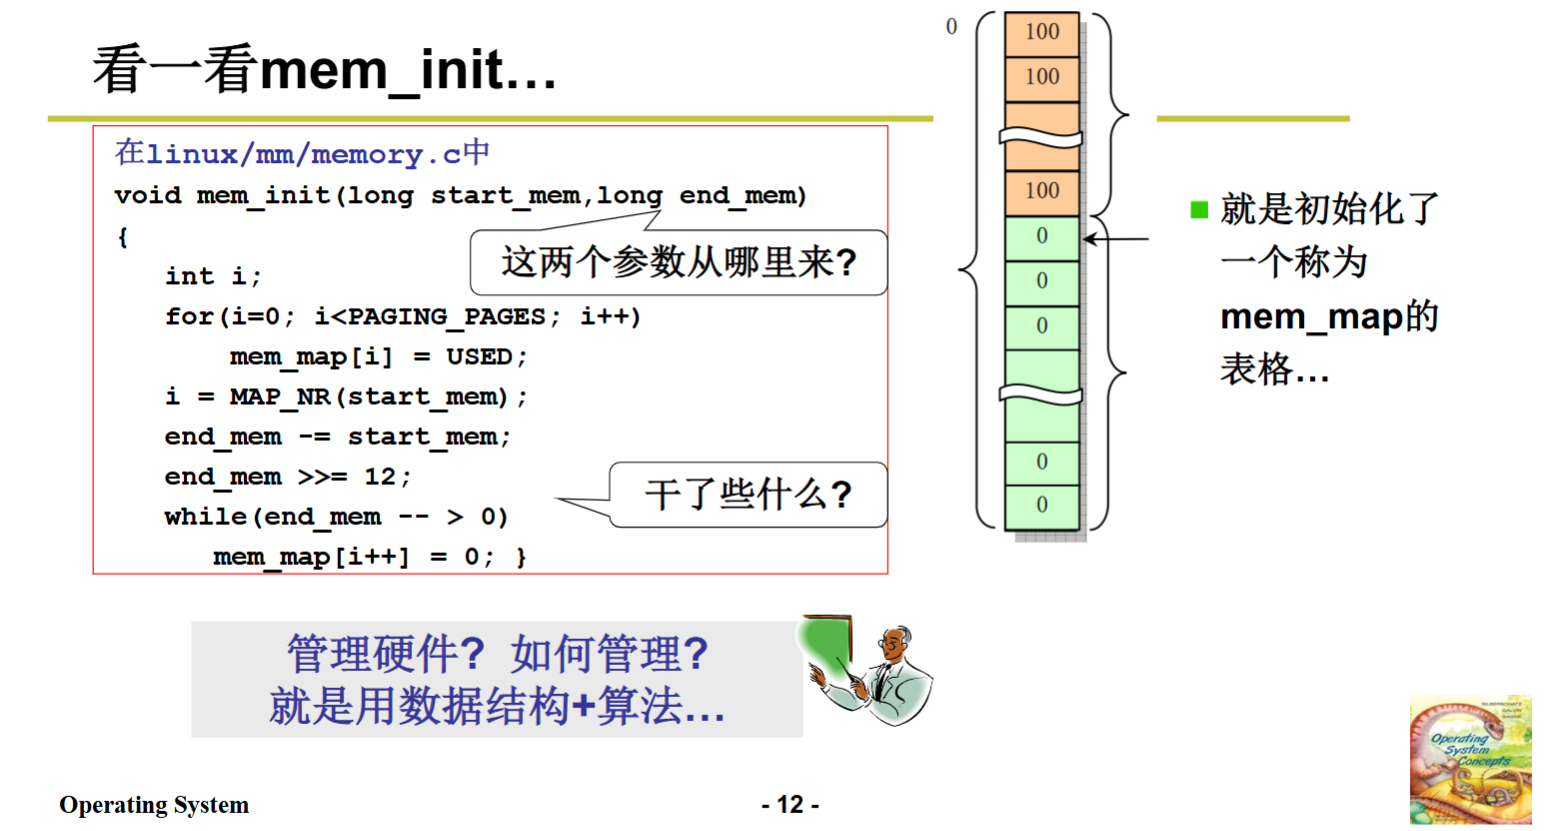 看一看mem_init…
在linux/mm/memory.c中
void mem_init(long start_mem,long end_mem)
{
int i;
for(i=0; i<PAGING_PAGES; i++)
mem_map[i] = USED;
i = MAP_NR(start_mem);
end_mem -= start_mem;
end_mem >>= 12;
while(end_mem -- > 0)
mem_map[i++] = 0; }
这两个参数从哪里来?
干了些什么?
0
100
100
100
0
0
0
0
0
就是初始化了
一个称为
mem_map的
表格…
管理硬件? 如何管理?
就是用数据结构+算法…
SILBERSCHATZ
GALVIN
GAGNE
Operating
System
Concepts
Operating System
- 12 -